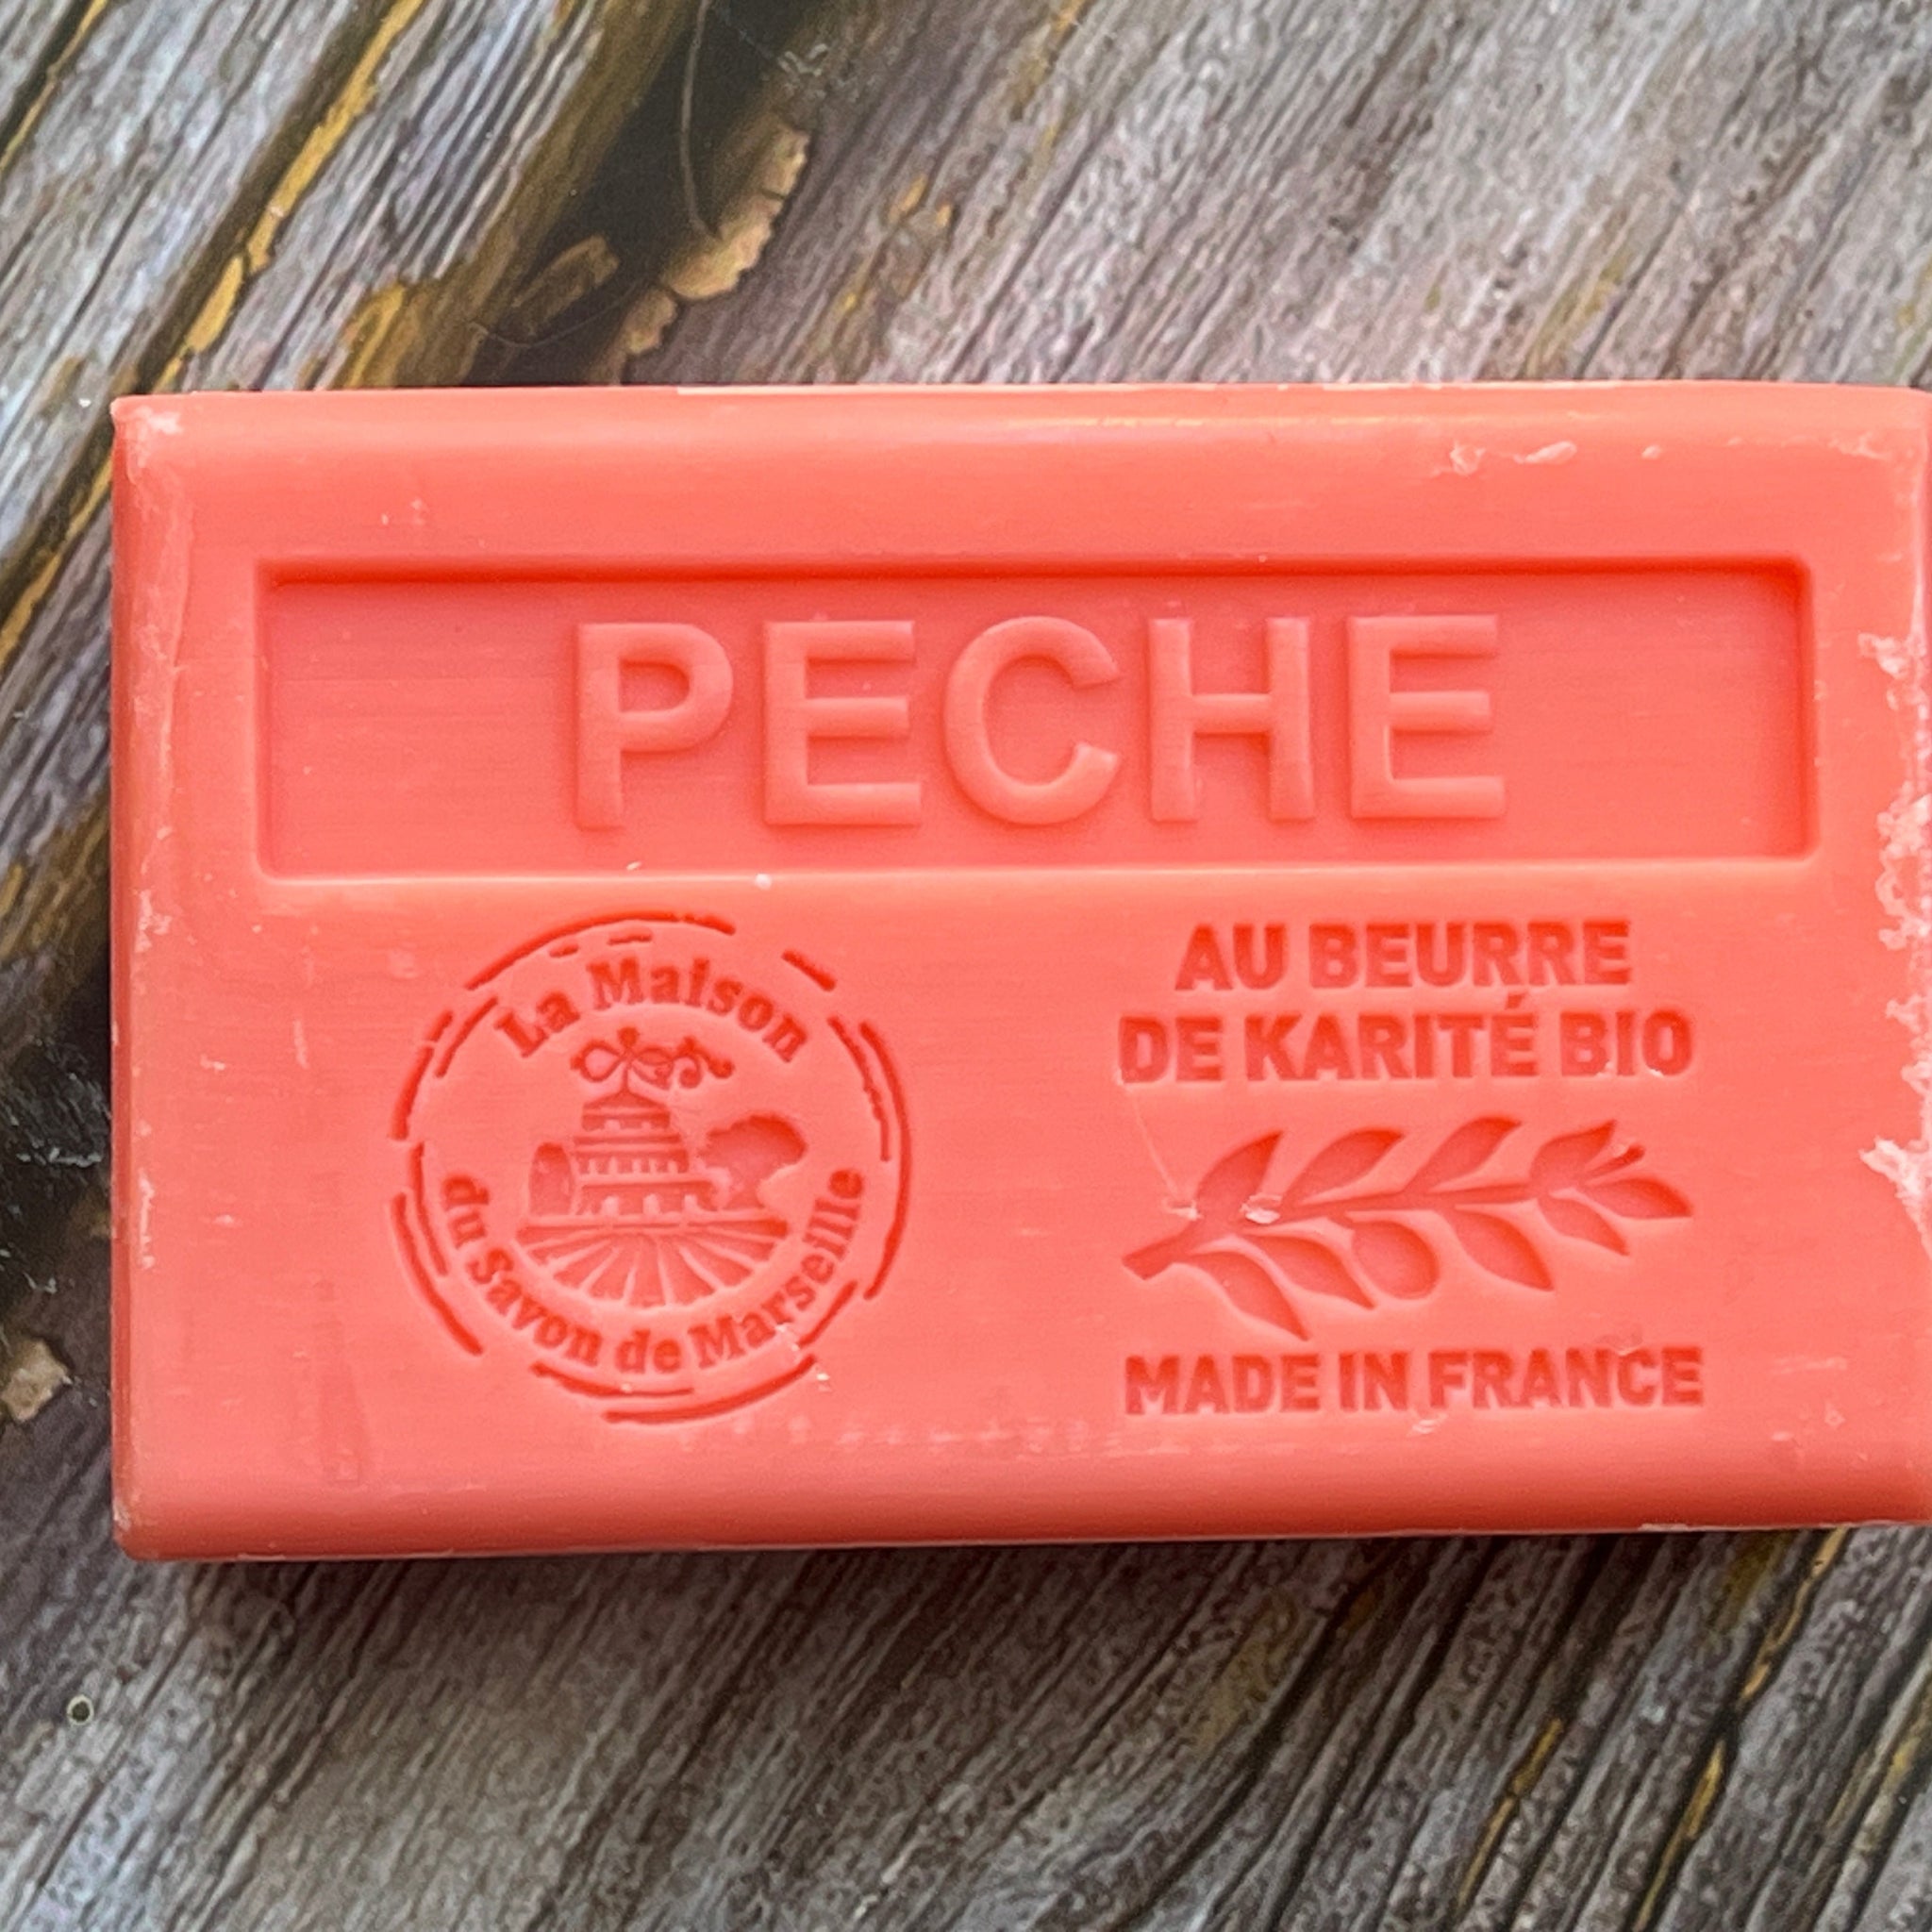 PECHE
La Maison
du Savon de Marseille
AU BEURRE
DE KARITÉ BIO
MADE IN FRANCE